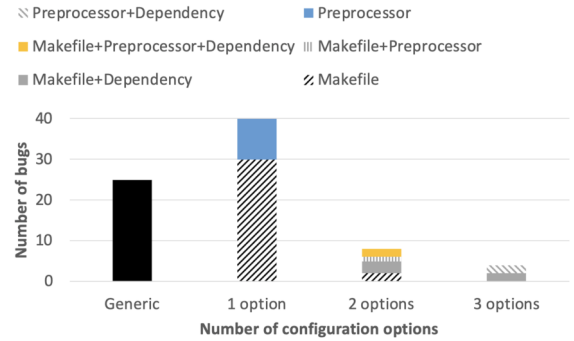 Preprocessor+Dependency Preprocessor
Makefile+Preprocessor+Dependency Makefile+Preprocessor
Makefile+Dependency Makefile
40
30
20
10
0
Number of bugs
Generic 1 option 2 options 3 options
Number of configuration options